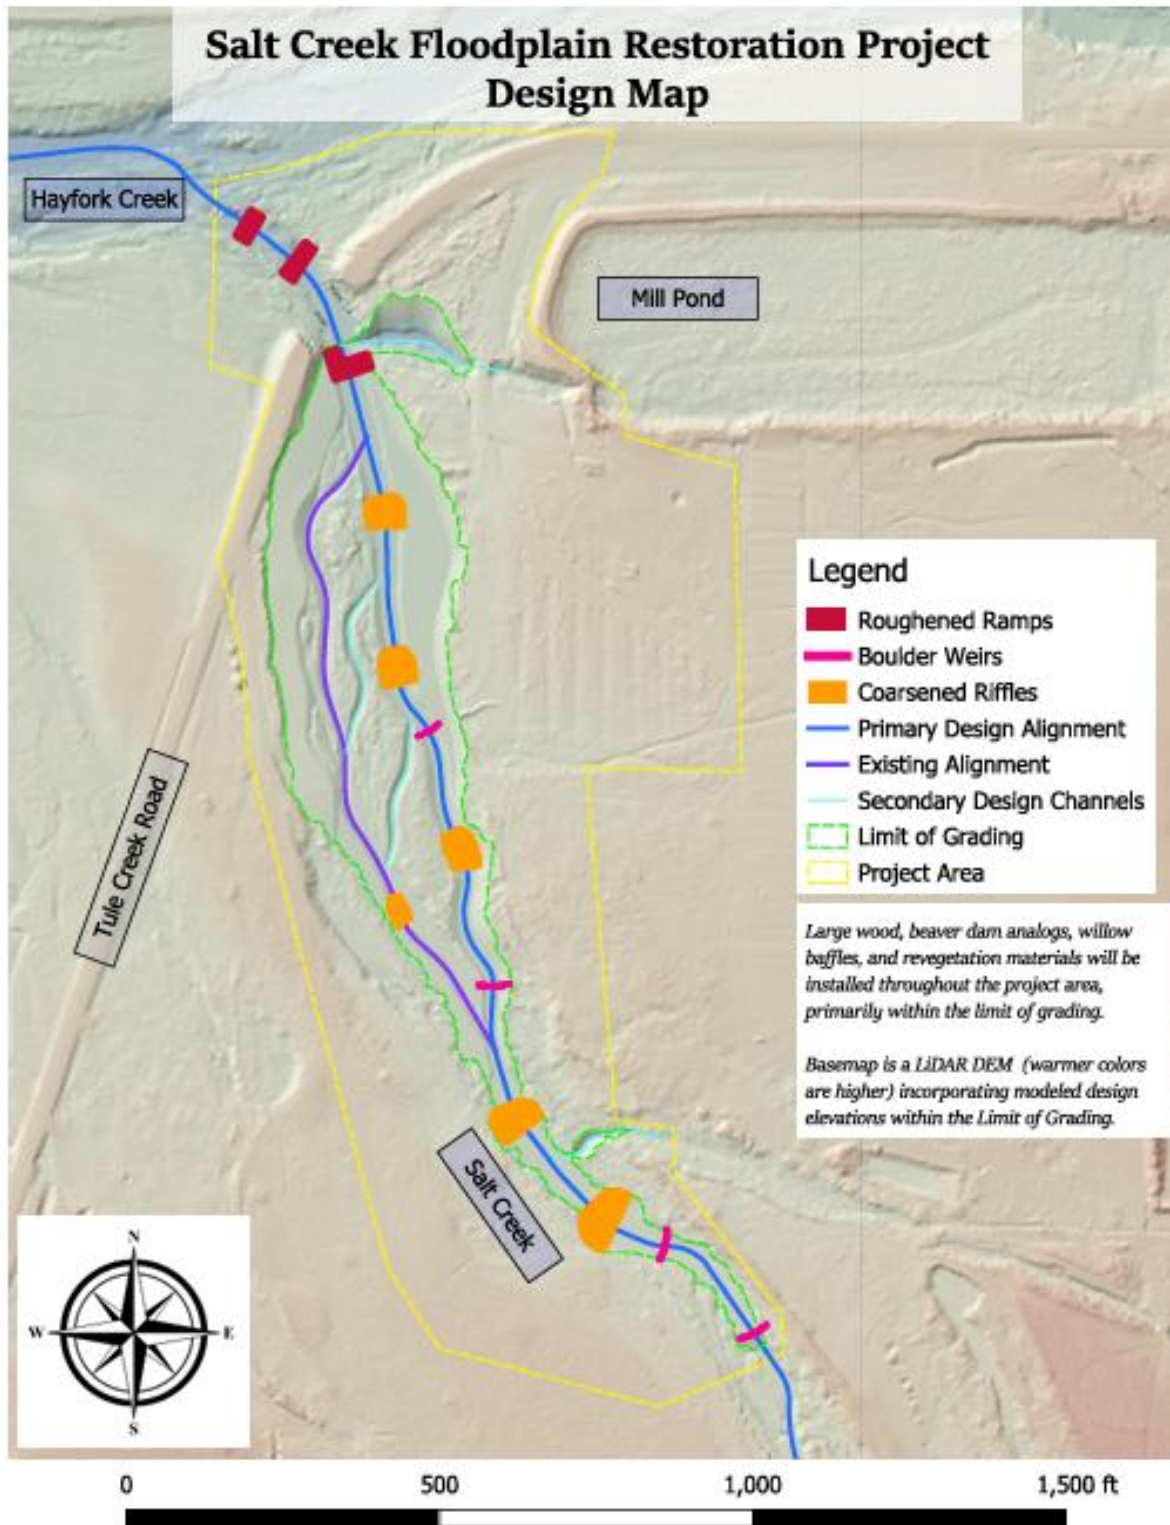 Salt Creek Floodplain Restoration Project
Design Map
Hayfork Creek
Mill Pond
Legend
Roughened Ramps
Boulder Weirs
Coarsened Riffles
Primary Design Alignment
Existing Alignment
Secondary Design Channels
Limit of Grading
Project Area
Tule Creek Road
Large wood, beaver dam analogs, willow
baffles, and revegetation materials will be
installed throughout the project area,
primarily within the limit of grading.
Basemap is a LiDAR DEM (warmer colors
are higher) incorporating modeled design
elevations within the Limit of Grading.
Salt Creek
N
W
E
S
0
500
1,000
1,500 ft